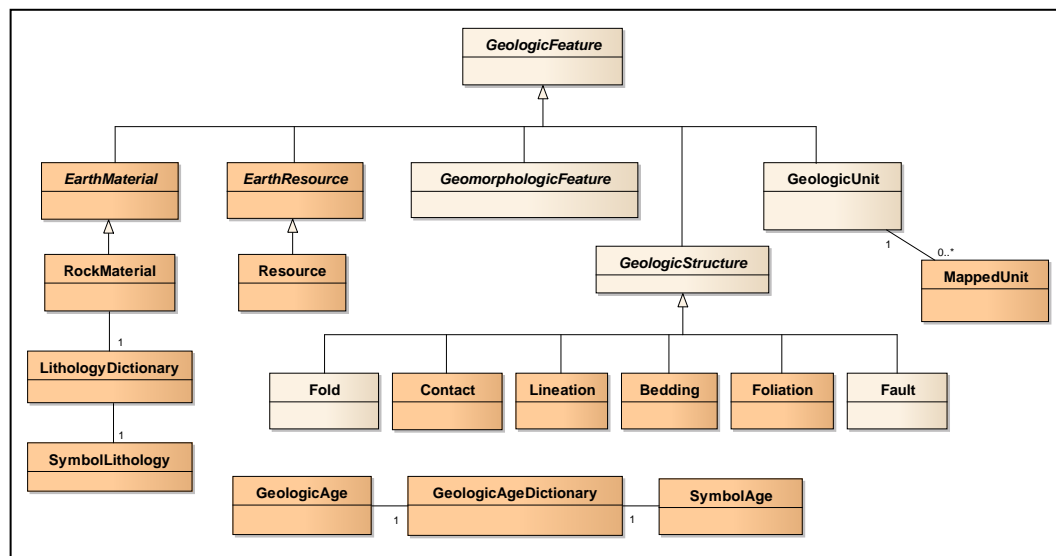 GeologicFeature
EarthMaterial
EarthResource
GeomorphologicFeature
GeologicUnit
1
0..*
MappedUnit
RockMaterial
Resource
GeologicStructure
1
LithologyDictionary
1
SymbolLithology
Fold
Contact
Lineation
Bedding
Foliation
Fault
GeologicAge
1
GeologicAgeDictionary
1
SymbolAge